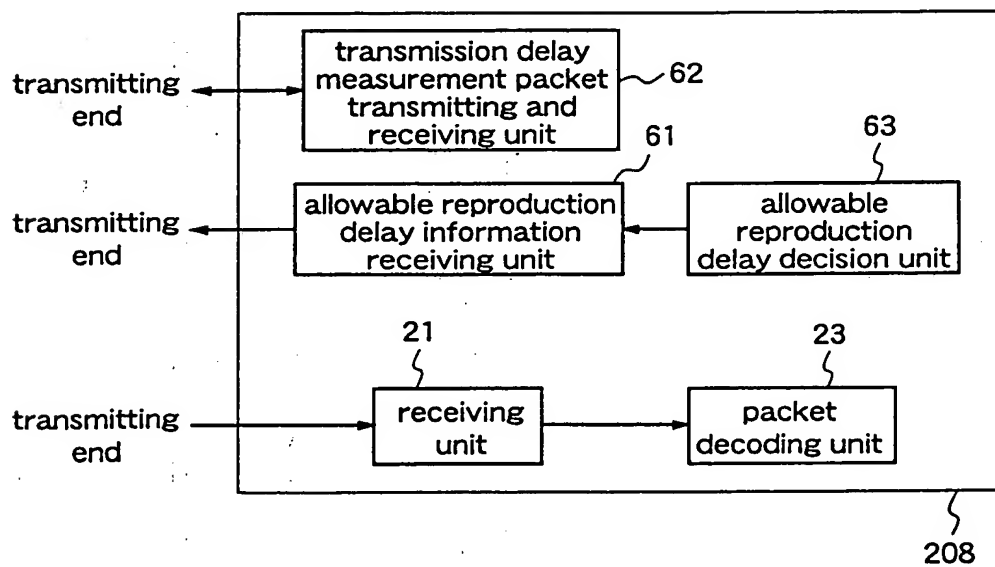 transmitting
end
transmission delay
measurement packet
transmitting and
receiving unit
62
transmitting
end
allowable reproduction
delay information
receiving unit
61
allowable
reproduction
delay decision unit
63
transmitting
end
receiving
unit
21
packet
decoding unit
23
208